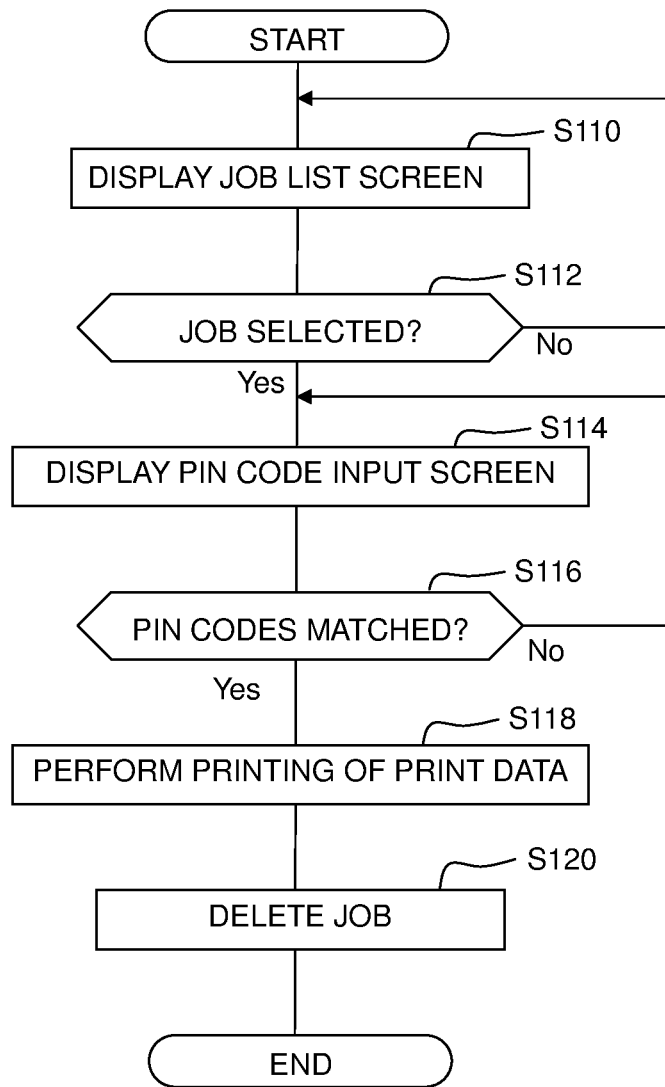 START
S110
DISPLAY JOB LIST SCREEN
S112
JOB SELECTED?
No
Yes
S114
DISPLAY PIN CODE INPUT SCREEN
S116
PIN CODES MATCHED?
No
Yes
S118
PERFORM PRINTING OF PRINT DATA
S120
DELETE JOB
END